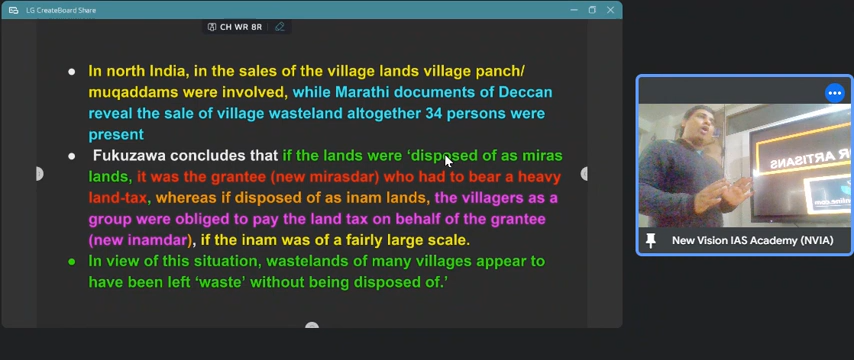 LG CreateBoard Share
CH WR 8R
In north India, in the sales of the village lands village panch/
muqaddams were involved, while Marathi documents of Deccan
reveal the sale of village wasteland altogether 34 persons were
present
Fukuzawa concludes that if the lands were ‘disposed of as miras
lands, it was the grantee (new mirasdar) who had to bear a heavy
land-tax, whereas if disposed of as inam lands, the villagers as a
group were obliged to pay the land tax on behalf of the grantee
(new inamdar), if the inam was of a fairly large scale.
In view of this situation, wastelands of many villages appear to
have been left ‘waste’ without being disposed of.’
R ARTISANS
New Vision IAS Academy (NVIA)